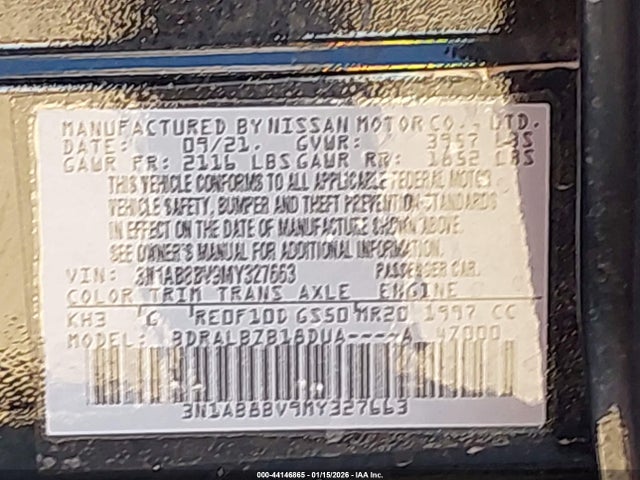 MANUFACTURED BY NISSAN MOTOR CO., LTD.
DATE: 09/21. GVWR: 3957 LBS
GAWR FR: 2116 LBS GAWR RR: 1852 LBS
THIS VEHICLE CONFORMS TO ALL APPLICABLE FEDERAL MOTOR
VEHICLE SAFETY, BUMPER AND THEFT PREVENTION STANDARDS
IN EFFECT ON THE DATE OF MANUFACTURE SHOWN ABOVE.
SEE OWNER'S MANUAL FOR ADDITIONAL INFORMATION.
VIN: 3N1AB8BV9MY327663 PASSENGER CAR.
COLOR TRIM TRANS AXLE ENGINE
KH3 G RE0F10D GS50 MR20 1997 CC
MODEL: BDRALBZB18DUA----A 47000
3N1AB8BV9MY327663
000-44146865 - 01/15/2026 - IAA Inc.